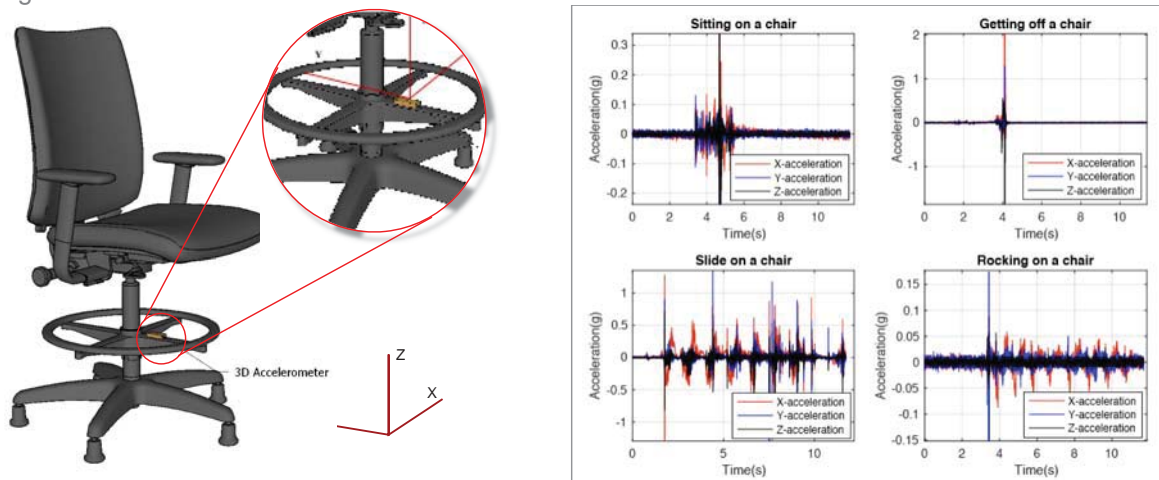 Y
3D Accelerometer
Z
X
Sitting on a chair
Acceleration(g)
0.3
0.2
0.1
0
-0.1
-0.2
X-acceleration
Y-acceleration
Z-acceleration
0 2 4 6 8 10
Time(s)
Getting off a chair
Acceleration(g)
2
1
0
-1
X-acceleration
Y-acceleration
Z-acceleration
0 2 4 6 8 10
Time(s)
Slide on a chair
Acceleration(g)
1
0.5
0
-0.5
-1
X-acceleration
Y-acceleration
Z-acceleration
5 10
Time(s)
Rocking on a chair
Acceleration(g)
0.15
0.1
0.05
0
-0.05
-0.1
-0.15
X-acceleration
Y-acceleration
Z-acceleration
0 2 4 6 8 10
Time(s)